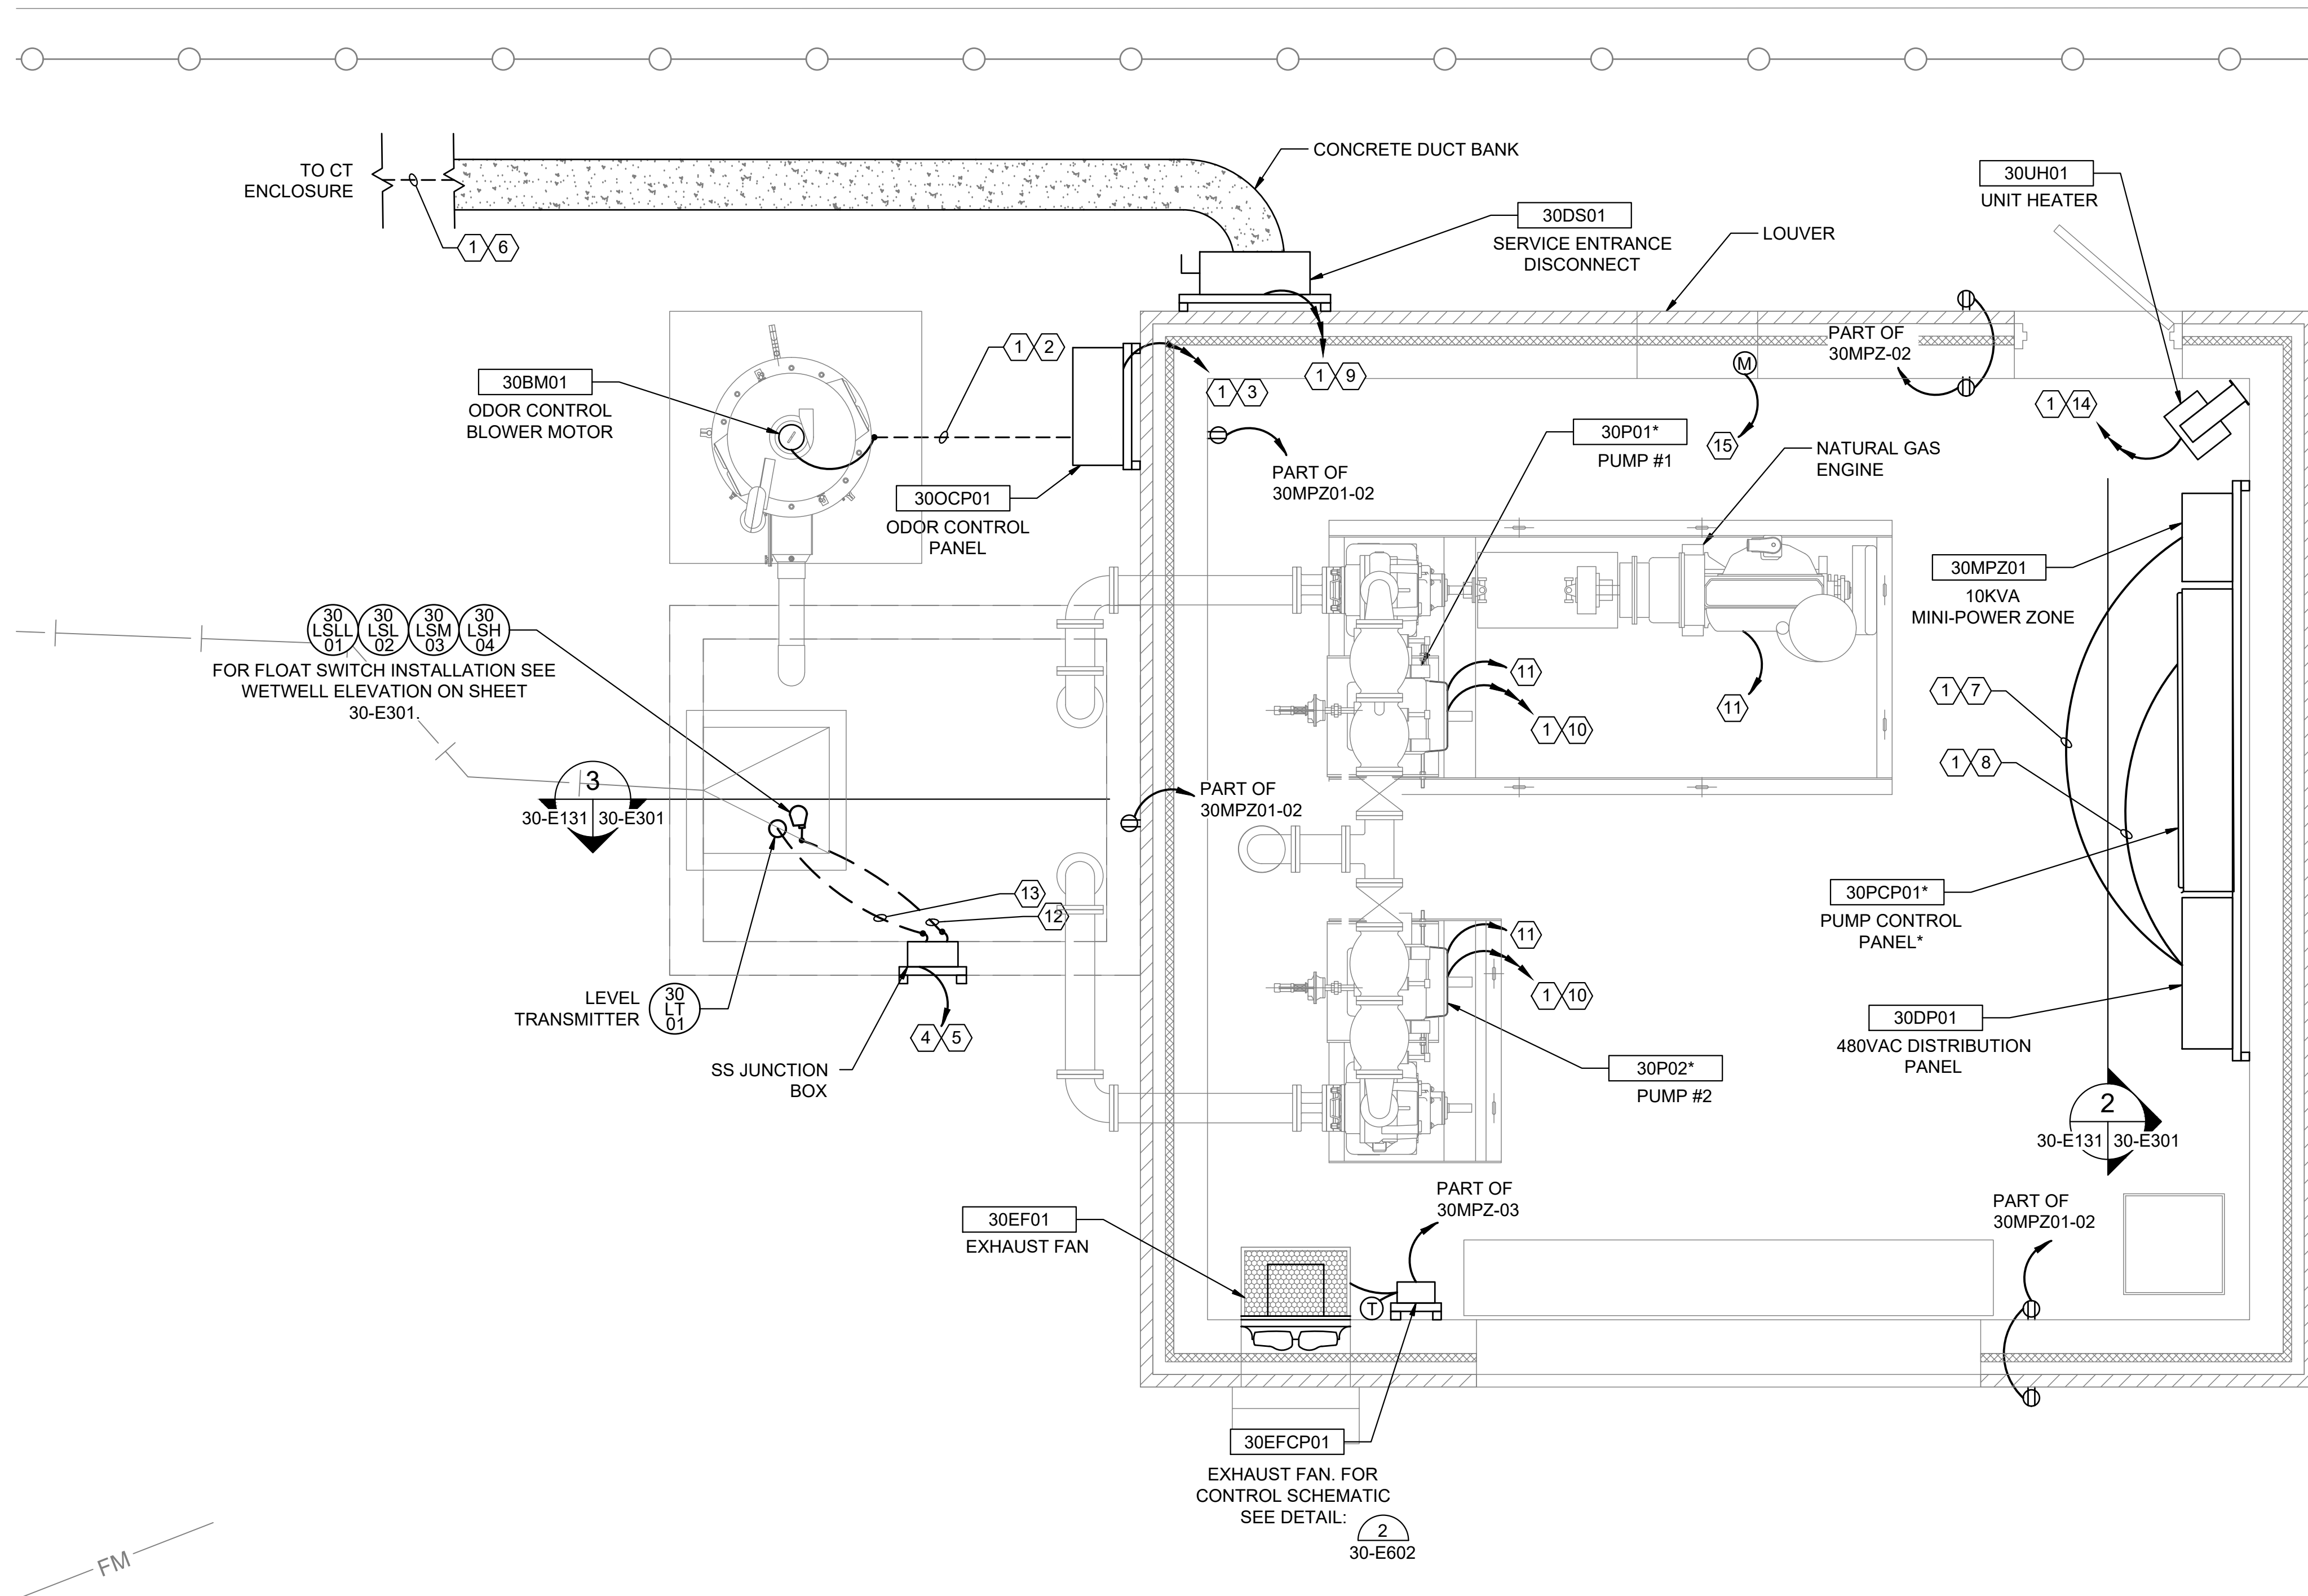 TO CT
ENCLOSURE
1 6
CONCRETE DUCT BANK
30DS01
SERVICE ENTRANCE
DISCONNECT
LOUVER
30UH01
UNIT HEATER
PART OF
30MPZ-02
1 2
1 3
1 9
M
15
1 14
30BM01
ODOR CONTROL
BLOWER MOTOR
30OCP01
ODOR CONTROL
PANEL
PART OF
30MPZ01-02
30P01*
PUMP #1
NATURAL GAS
ENGINE
30MPZ01
10KVA
MINI-POWER ZONE
30
LSLL
01
30
LSL
02
30
LSM
03
30
LSH
04
FOR FLOAT SWITCH INSTALLATION SEE
WETWELL ELEVATION ON SHEET
30-E301.
11
1 10
11
1 7
1 8
3
30-E131 30-E301
PART OF
30MPZ01-02
13
12
30PCP01*
PUMP CONTROL
PANEL*
11
1 10
LEVEL
TRANSMITTER
30
LT
01
4 5
SS JUNCTION
BOX
30DP01
480VAC DISTRIBUTION
PANEL
30P02*
PUMP #2
2
30-E131 30-E301
30EF01
EXHAUST FAN
PART OF
30MPZ-03
T
PART OF
30MPZ01-02
30EFCP01
EXHAUST FAN. FOR
CONTROL SCHEMATIC
SEE DETAIL:
2
30-E602
FM